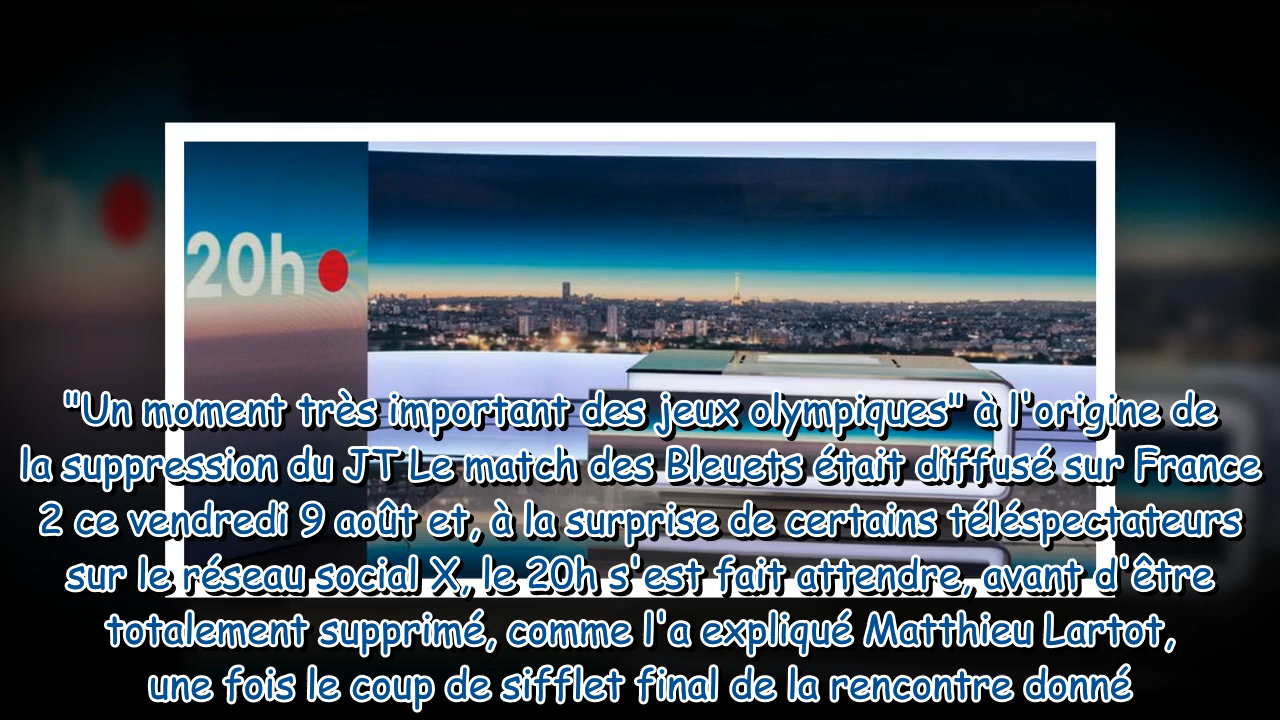 20h
"Un moment très important des jeux olympiques" à l'origine de
la suppression du JT Le match des Bleuets était diffusé sur France
2 ce vendredi 9 août et, à la surprise de certains téléspectateurs
sur le réseau social X, le 20h s'est fait attendre, avant d'être
totalement supprimé, comme l'a expliqué Matthieu Lartot,
une fois le coup de sifflet final de la rencontre donné